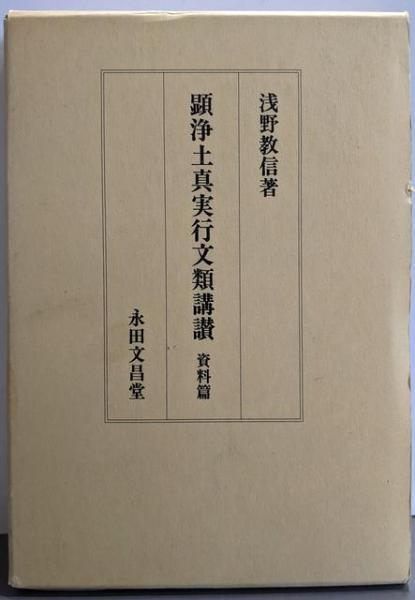 浅野教信著
顕浄土真実行文類講讃 資料篇
永田文昌堂